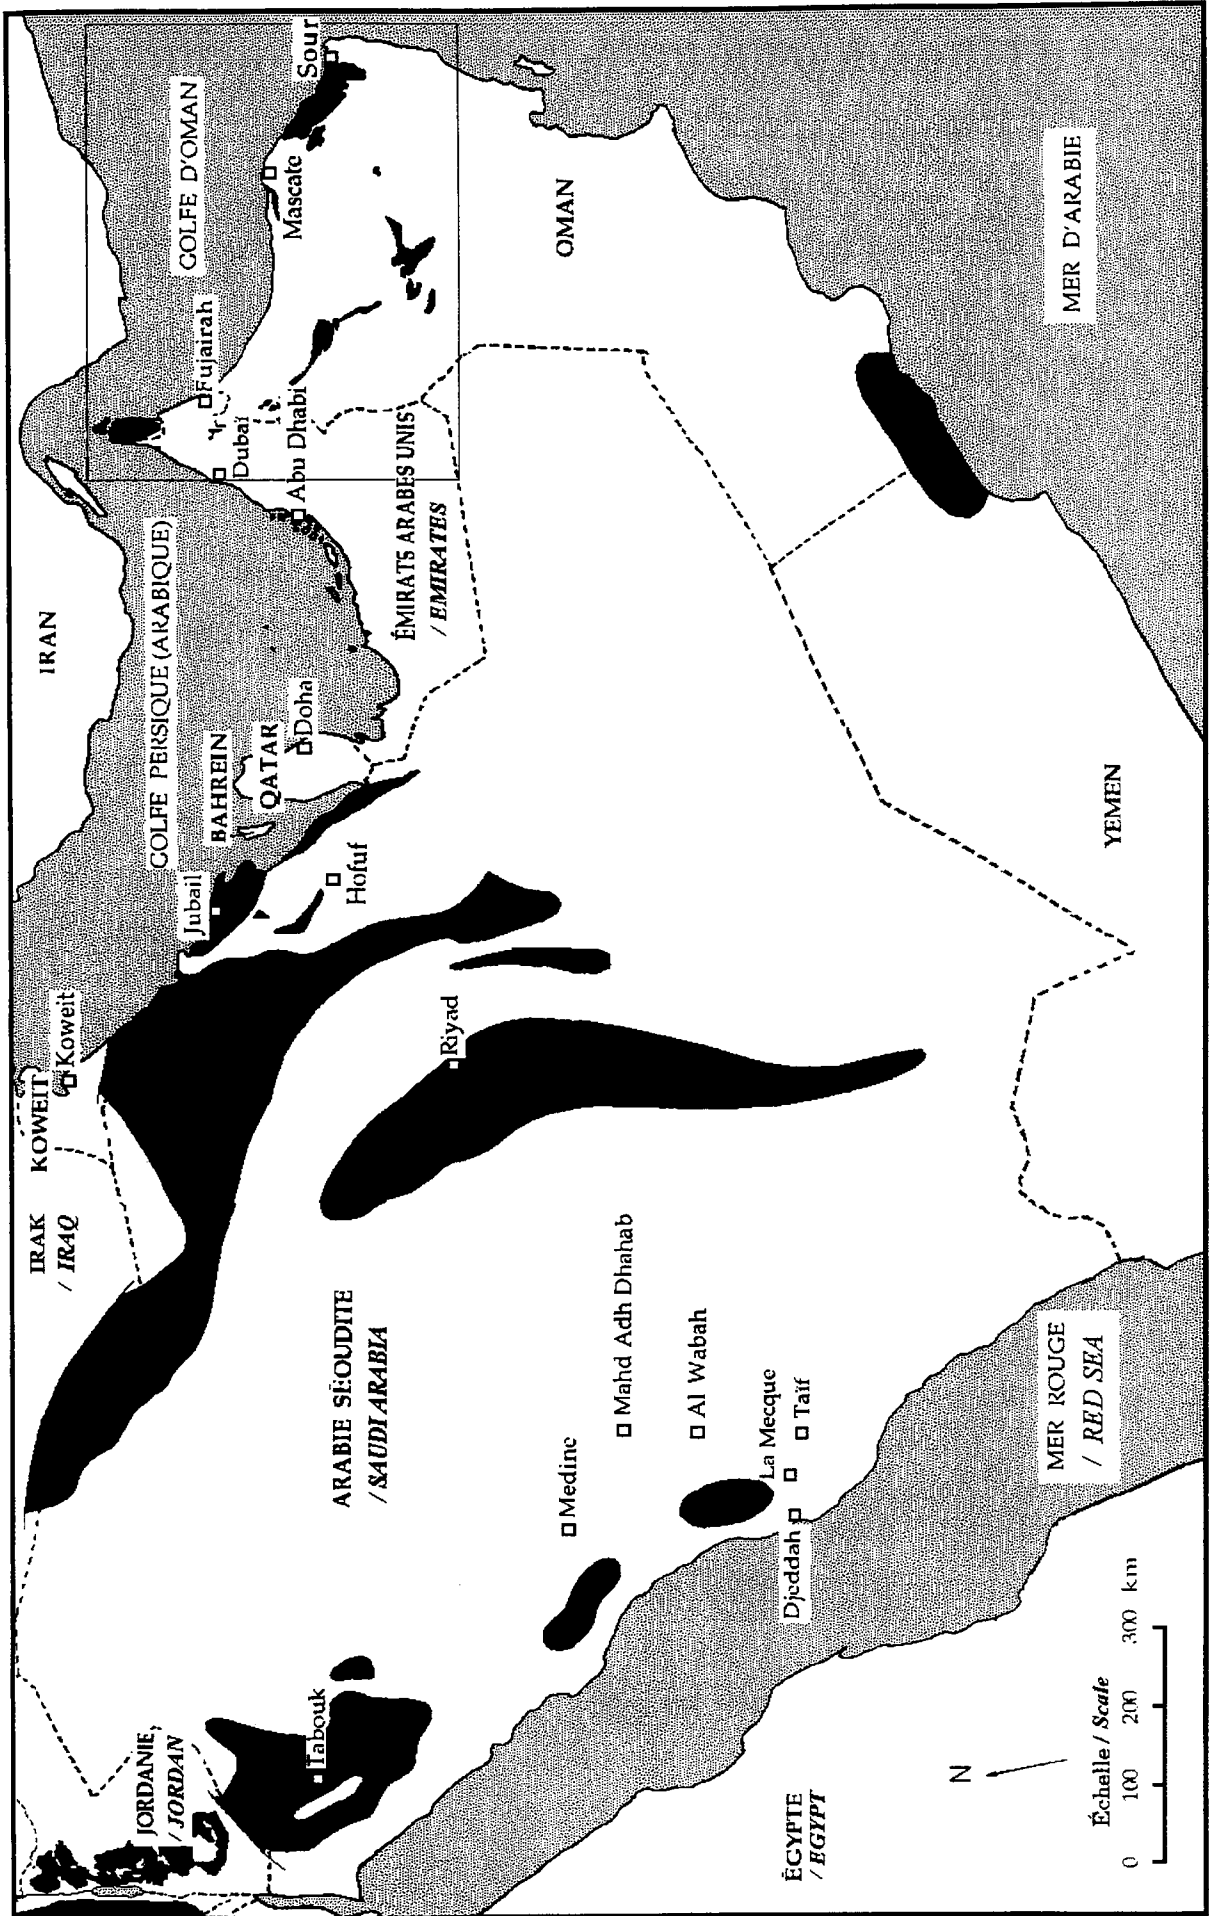 IRAK
/ IRAQ
KOWEIT
Koweit
IRAN
JORDANIE
/ JORDAN
Jubail
GOLFE PERSIQUE (ARABIQUE)
BAHREIN
QATAR
Doha
GOLFE D'OMAN
Fujairah
Dubaï
Abu Dhabi
Mascate
Sour
Tabouk
Hofuf
ARABIE SÉOUDITE
/ SAUDI ARABIA
ÉMIRATS ARABES UNIS
/ EMIRATES
Riyad
OMAN
Medine
Mahd Adh Dhahab
Al Wabah
La Mecque
Taïf
Djeddah
ÉGYPTE
/ EGYPT
N
MER ROUGE
/ RED SEA
YEMEN
MER D'ARABIE
Échelle / Scale
0 100 200 300 km